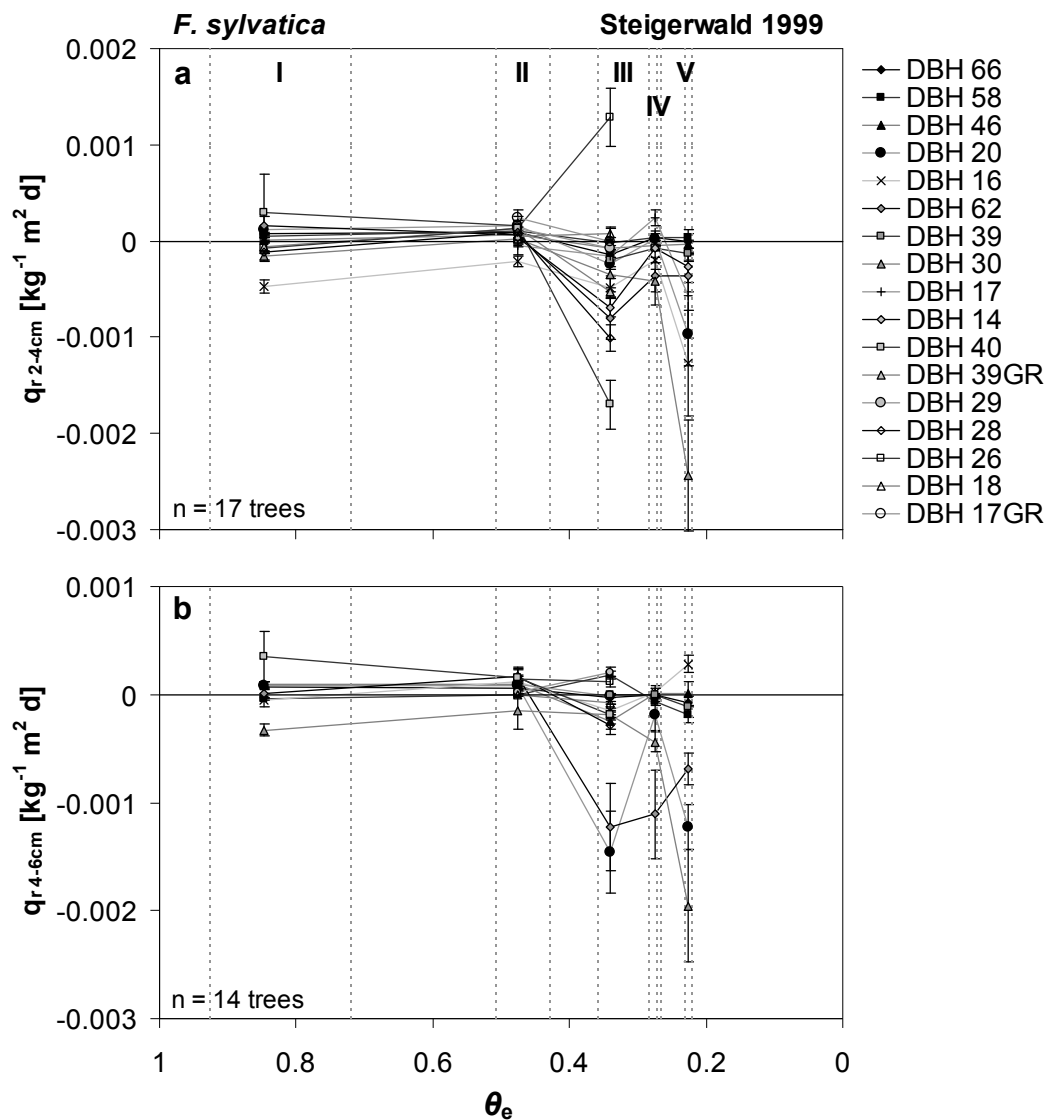 F. sylvatica Steigerwald 1999
0.002
0.001
0
-0.001
-0.002
-0.003
q r 2-4cm [kg-1 m2 d]
a
I
II
III
IV
V
n = 17 trees
DBH 66
DBH 58
DBH 46
DBH 20
DBH 16
DBH 62
DBH 39
DBH 30
DBH 17
DBH 14
DBH 40
DBH 39GR
DBH 29
DBH 28
DBH 26
DBH 18
DBH 17GR
0.001
0
-0.001
-0.002
-0.003
q r 4-6cm [kg-1 m2 d]
b
n = 14 trees
1 0.8 0.6 0.4 0.2 0
θe